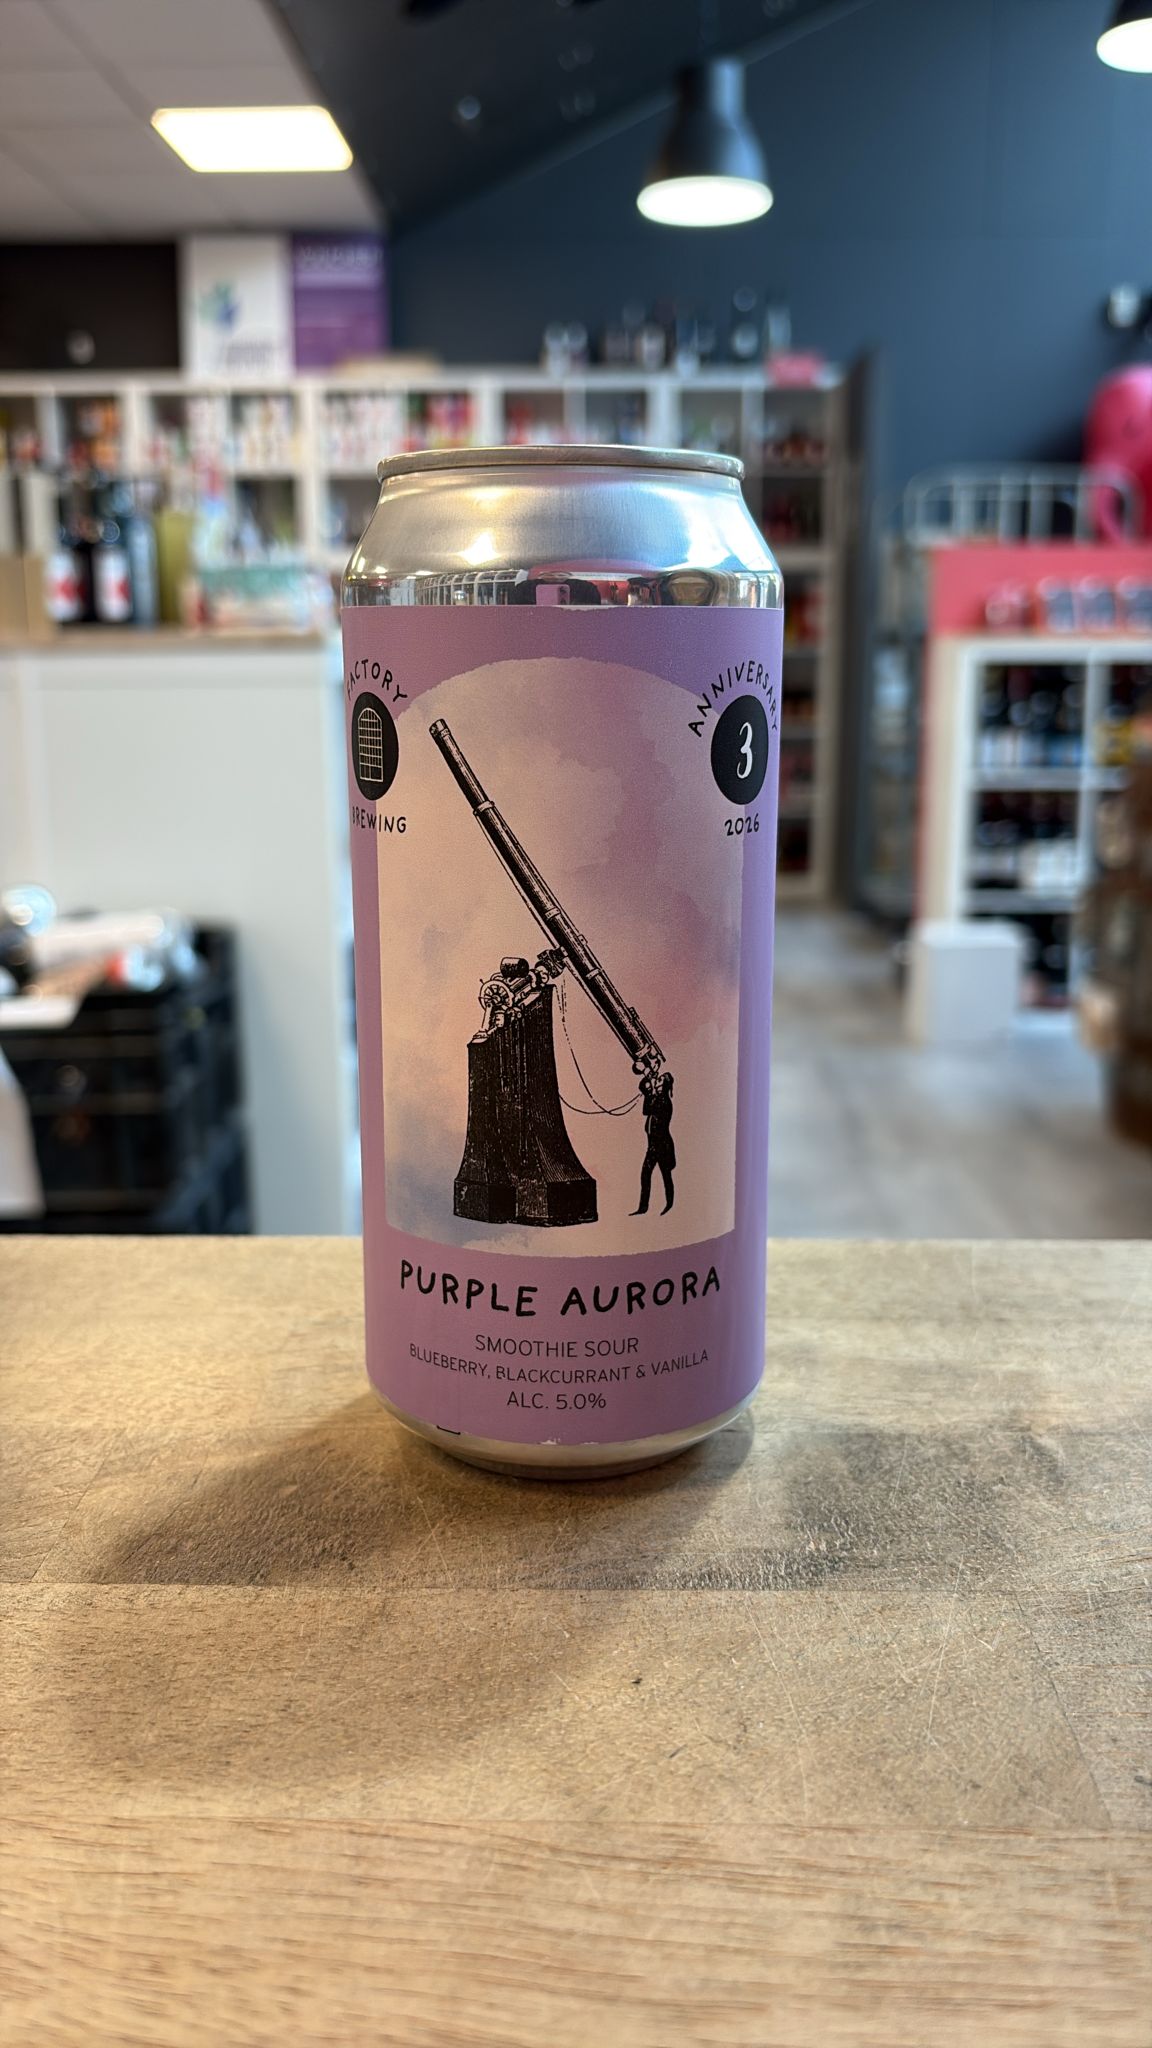 FACTORY
BREWING
ANNIVERSARY
3
2026
PURPLE AURORA
SMOOTHIE SOUR
BLUEBERRY, BLACKCURRANT & VANILLA
ALC. 5.0%